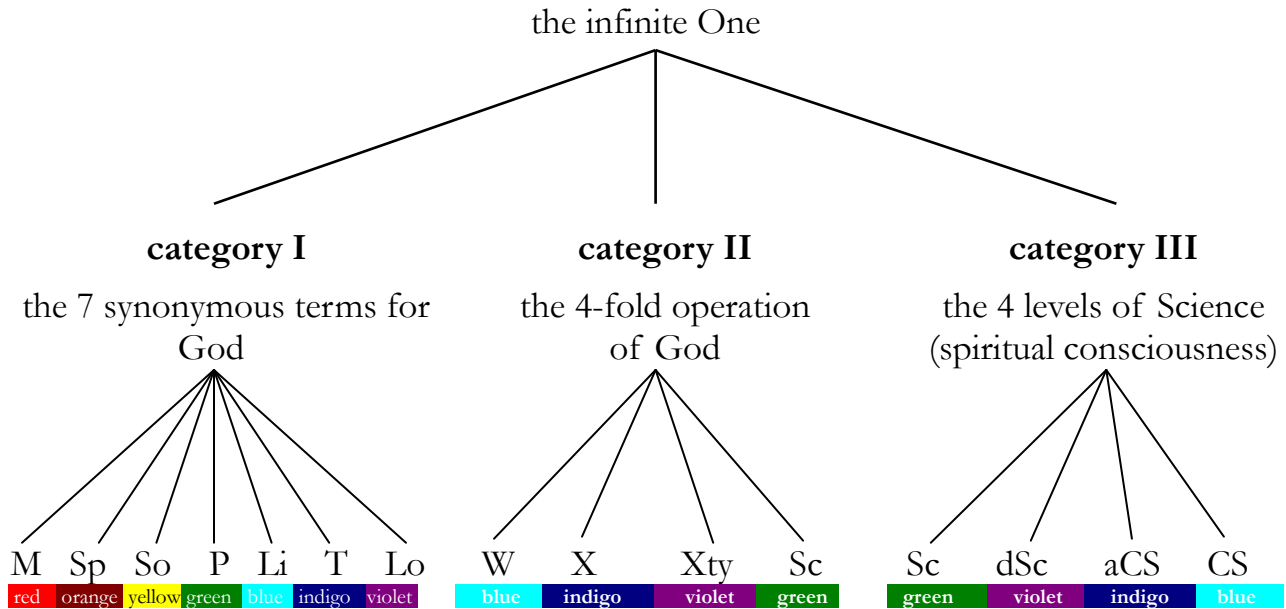 the infinite One
category I
category II
category III
the 7 synonymous terms for
God
the 4-fold operation
of God
the 4 levels of Science
(spiritual consciousness)
M Sp So P Li T Lo
W X Xty Sc
Sc dSc aCS CS
red orange yellow green blue indigo violet
blue indigo violet green
green violet indigo blue